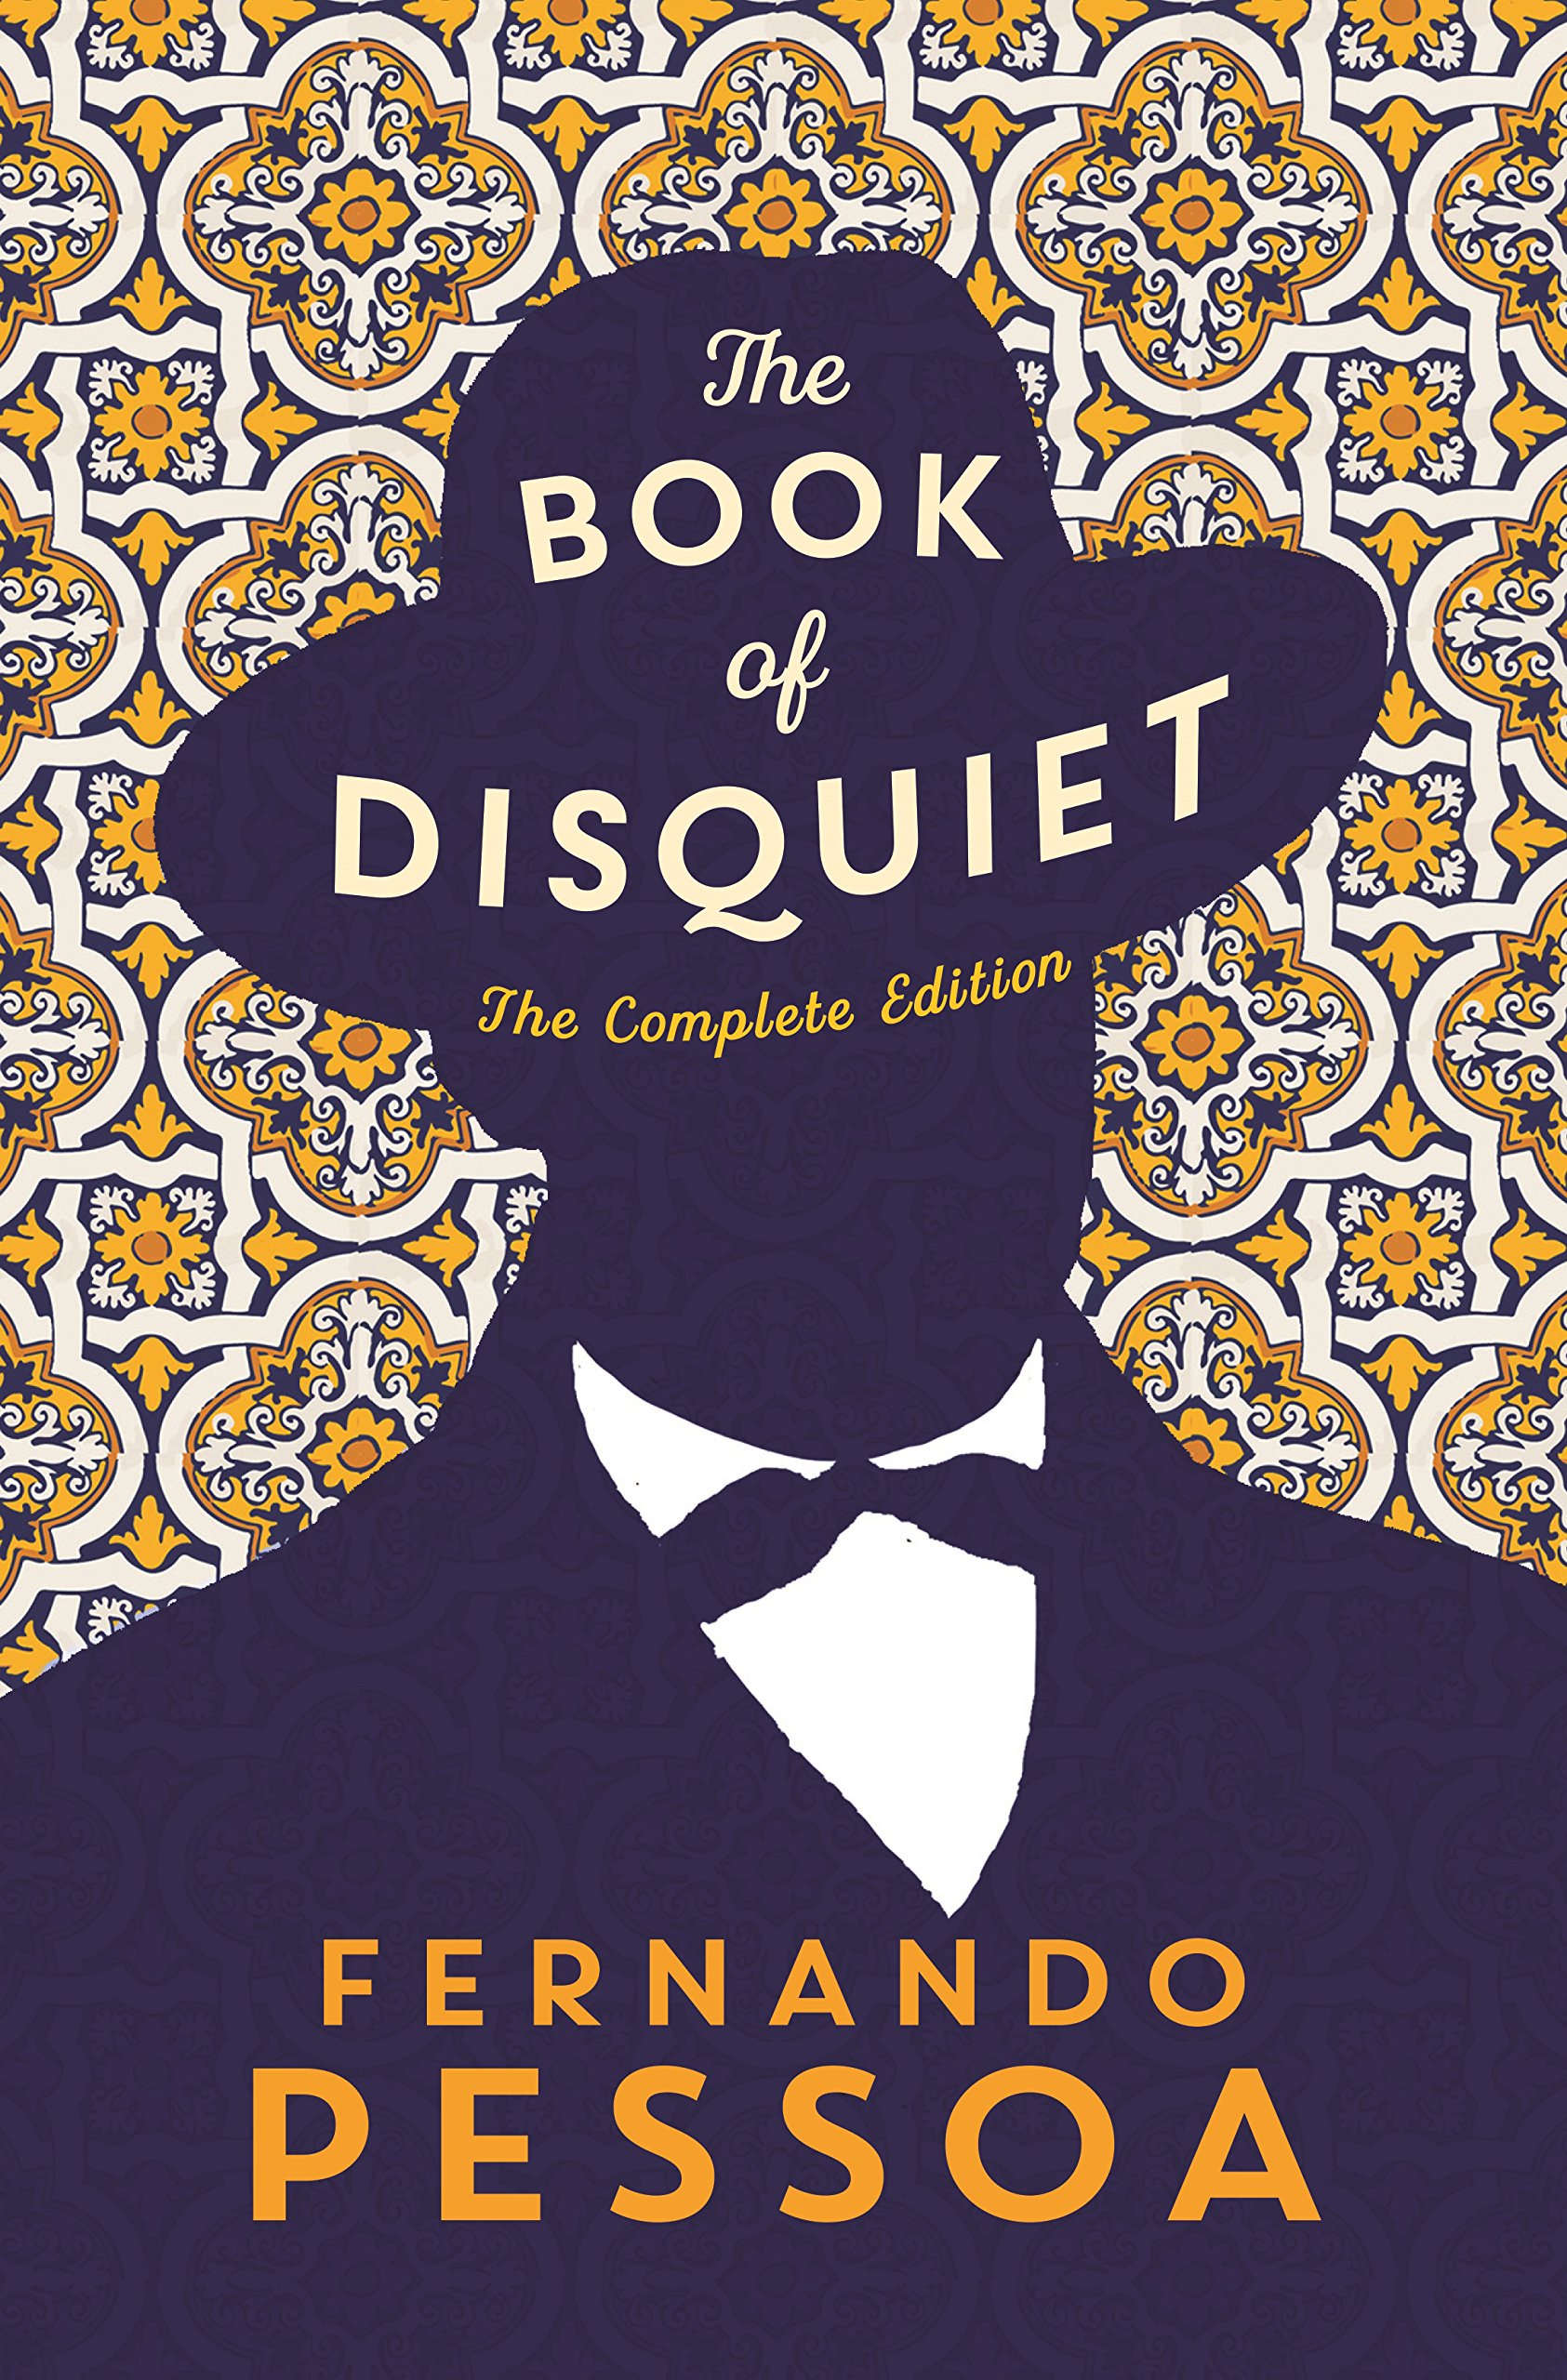 The
BOOK
of
DISQUIET
The Complete Edition
FERNANDO
PESSOA